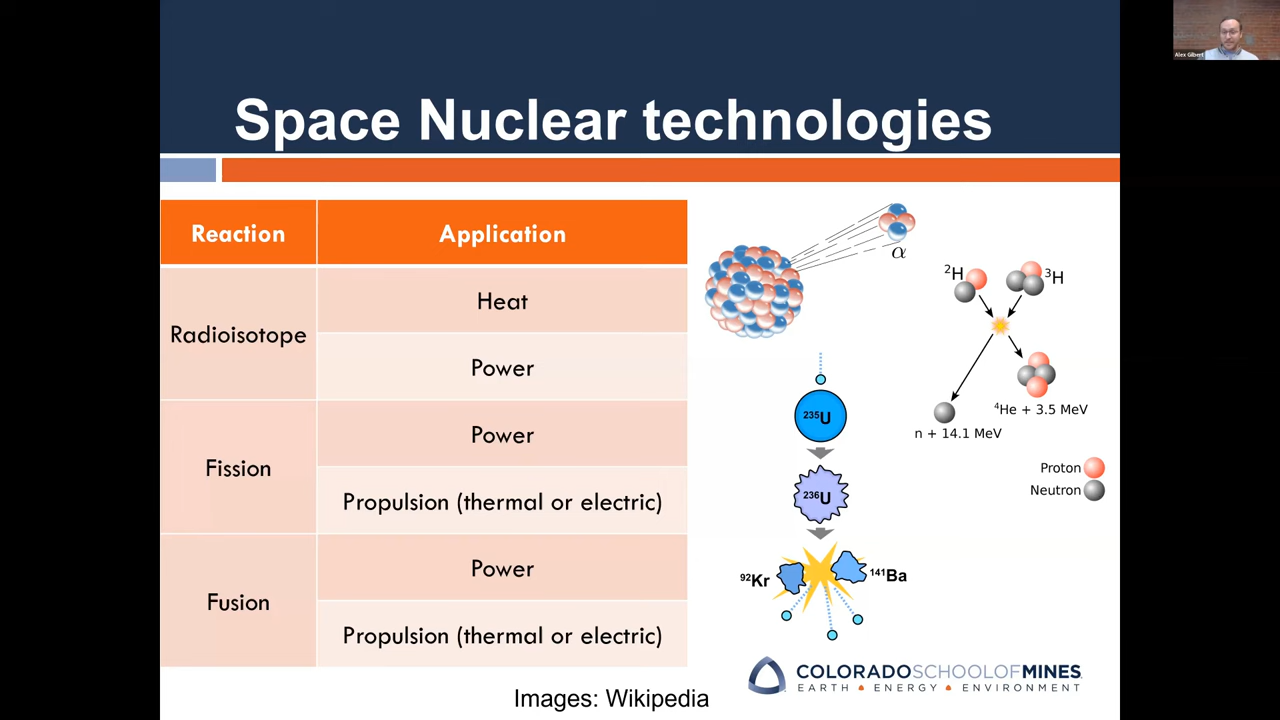 Alex Gilbert
Space Nuclear technologies
Reaction
Application
Radioisotope
Heat
Power
Fission
Power
Propulsion (thermal or electric)
Fusion
Power
Propulsion (thermal or electric)
α
²H
³H
⁴He + 3.5 MeV
n + 14.1 MeV
Proton
Neutron
²³⁵U
²³⁶U
⁹²Kr
¹⁴¹Ba
COLORADOSCHOOLOFMINES
EARTH • ENERGY • ENVIRONMENT
Images: Wikipedia